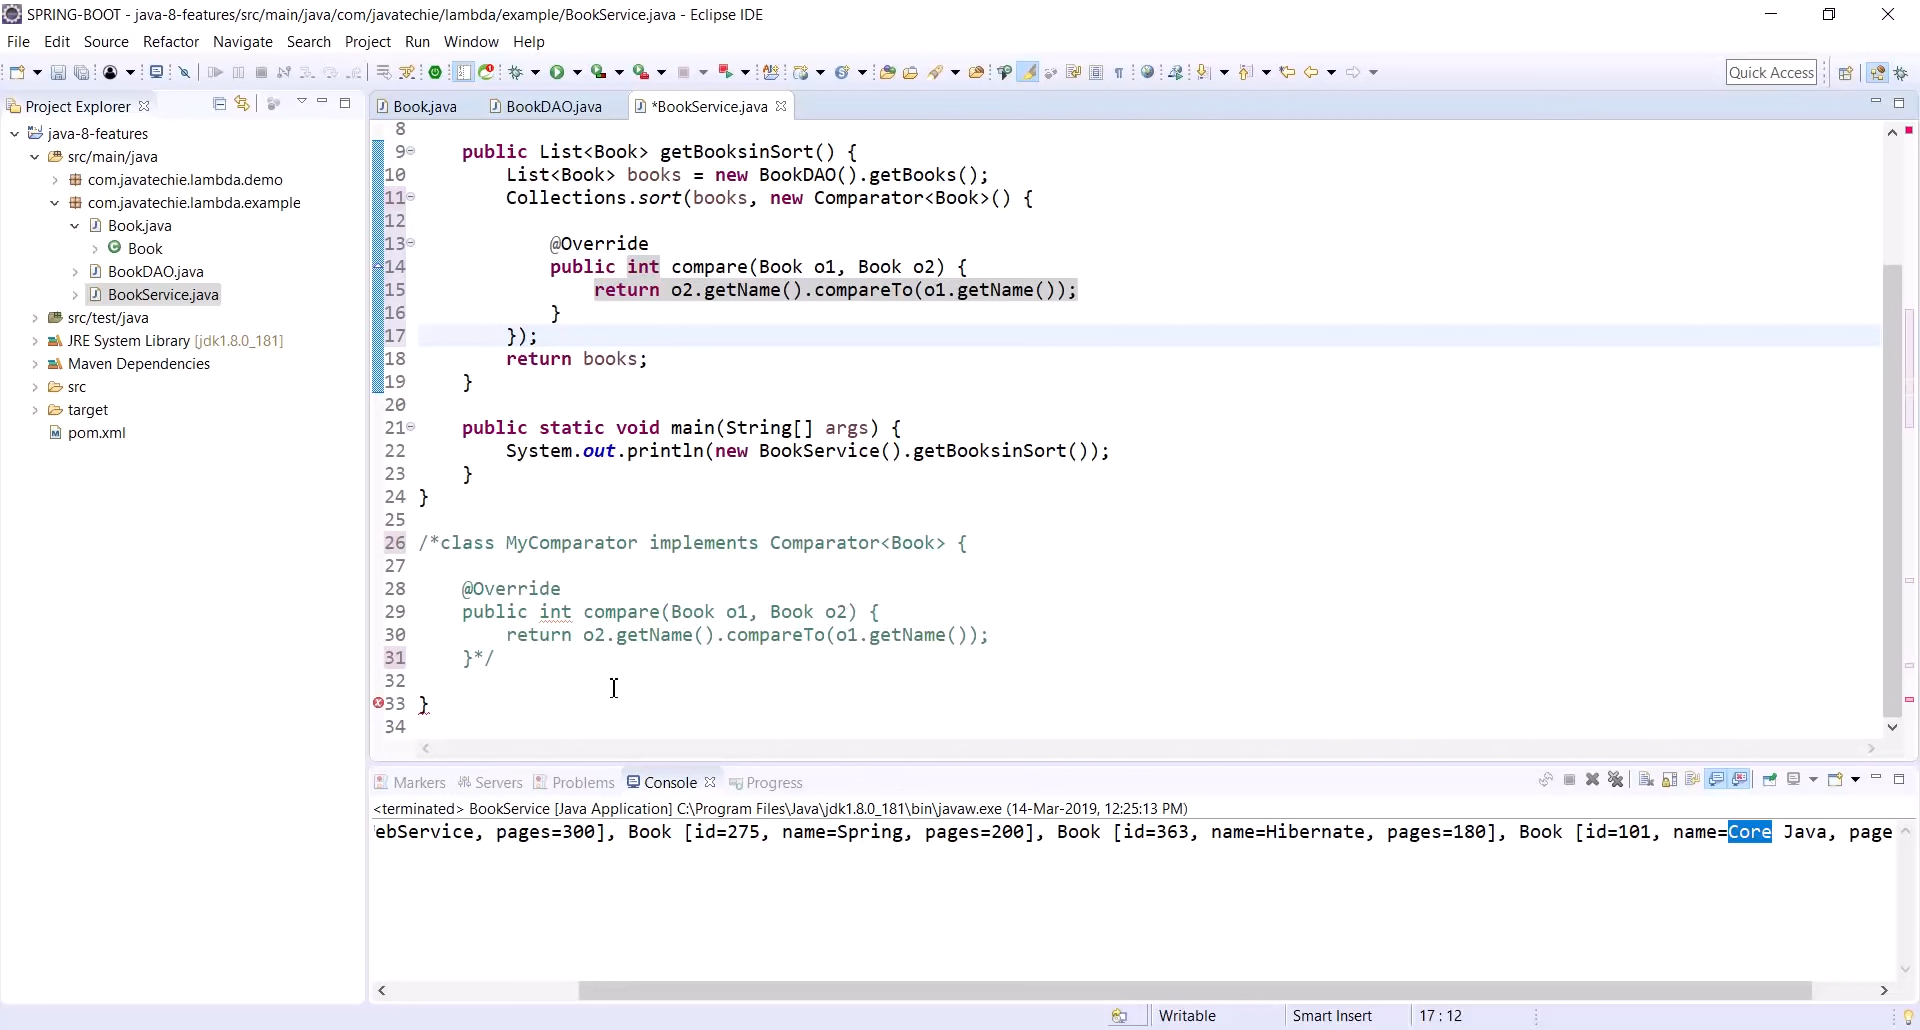 SPRING-BOOT - java-8-features/src/main/java/com/javatechie/lambda/example/BookService.java - Eclipse IDE
File Edit Source Refactor Navigate Search Project Run Window Help
Quick Access
Project Explorer
java-8-features
src/main/java
com.javatechie.lambda.demo
com.javatechie.lambda.example
Book.java
Book
BookDAO.java
BookService.java
src/test/java
JRE System Library [jdk1.8.0_181]
Maven Dependencies
src
target
pom.xml
Book.java BookDAO.java *BookService.java
8
9 public List<Book> getBooksinSort() {
10 List<Book> books = new BookDAO().getBooks();
11 Collections.sort(books, new Comparator<Book>() {
12
13 @Override
14 public int compare(Book o1, Book o2) {
15 return o2.getName().compareTo(o1.getName());
16 }
17 });
18 return books;
19 }
20
21 public static void main(String[] args) {
22 System.out.println(new BookService().getBooksinSort());
23 }
24 }
25
26 /*class MyComparator implements Comparator<Book> {
27
28 @Override
29 public int compare(Book o1, Book o2) {
30 return o2.getName().compareTo(o1.getName());
31 }*/
32
33 }
34
Markers Servers Problems Console Progress
<terminated> BookService [Java Application] C:\Program Files\Java\jdk1.8.0_181\bin\javaw.exe (14-Mar-2019, 12:25:13 PM)
ebService, pages=300], Book [id=275, name=Spring, pages=200], Book [id=363, name=Hibernate, pages=180], Book [id=101, name=Core Java, page
Writable Smart Insert 17 : 12